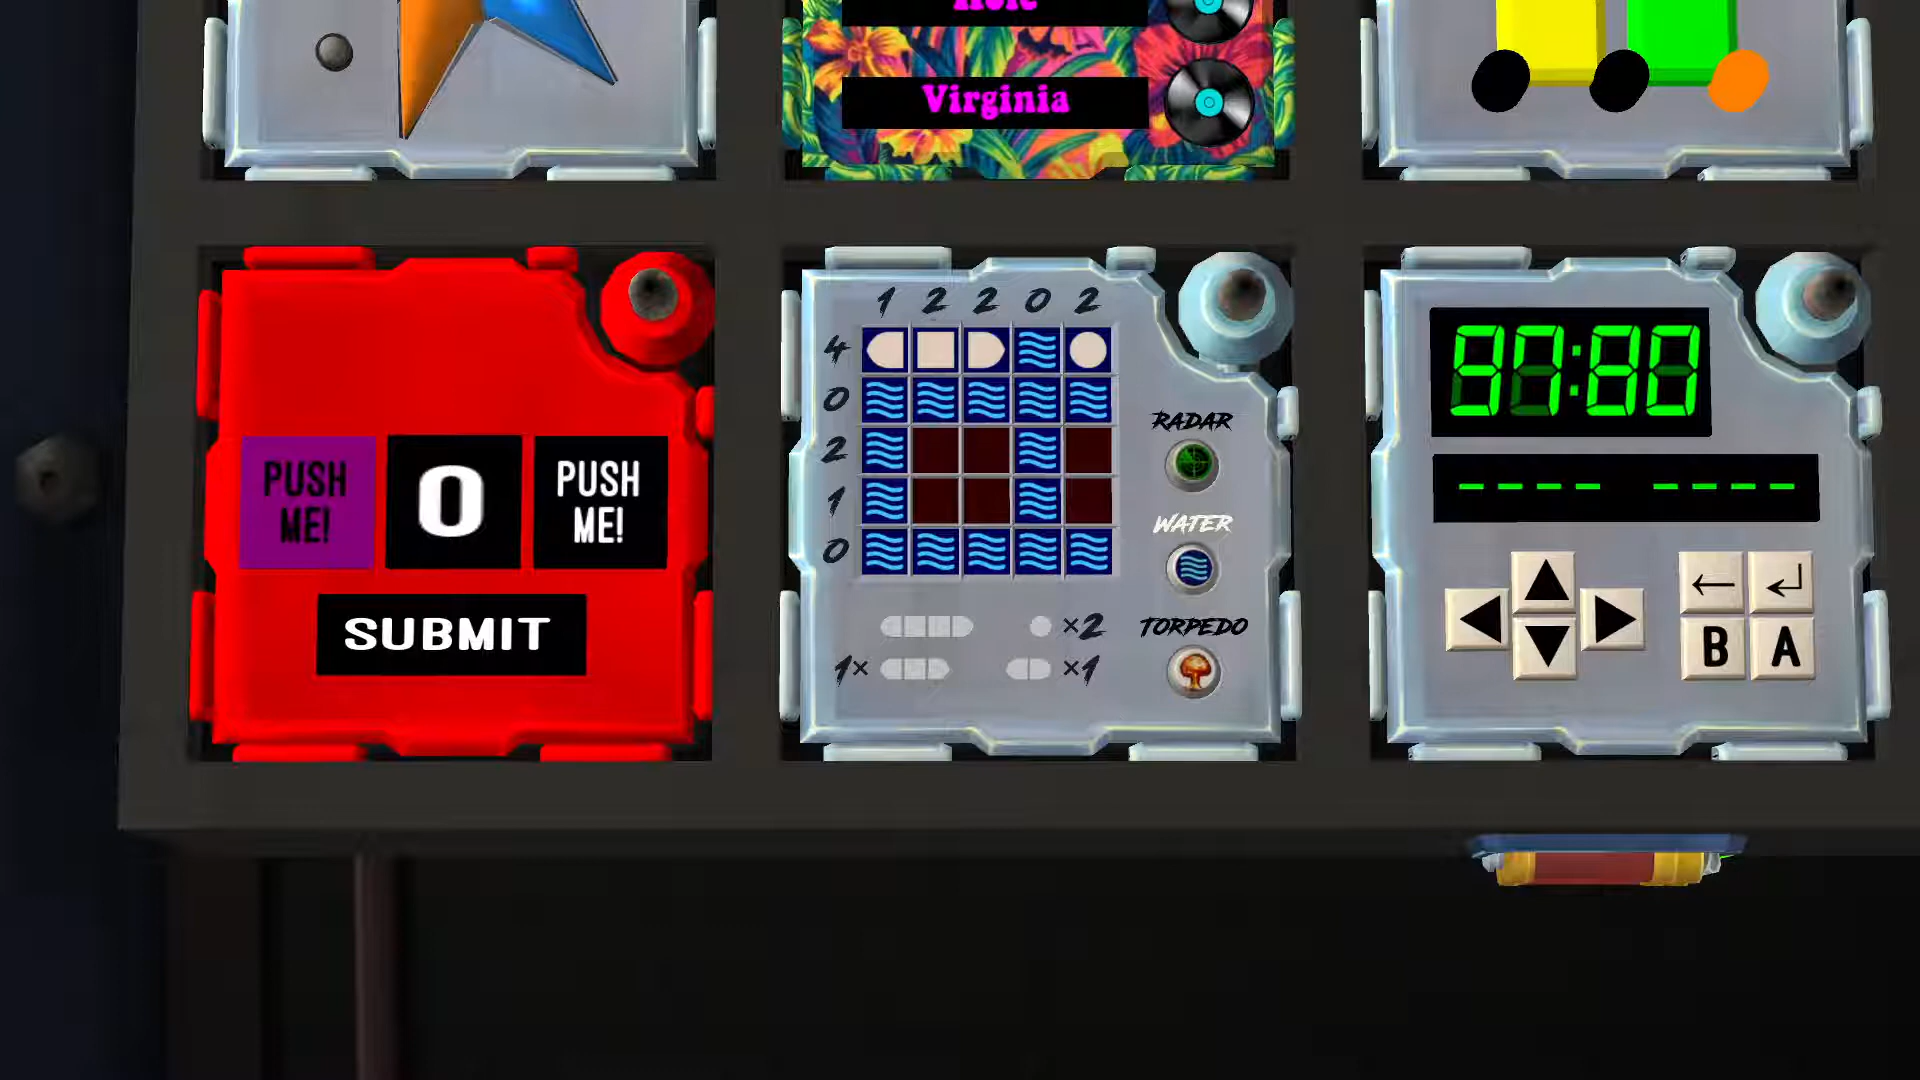 Virginia
PUSH ME!
0
PUSH ME!
SUBMIT
1 2 2 0 2
4
0
2
1
0
RADAR
WATER
TORPEDO
×2
1×
×1
B
A